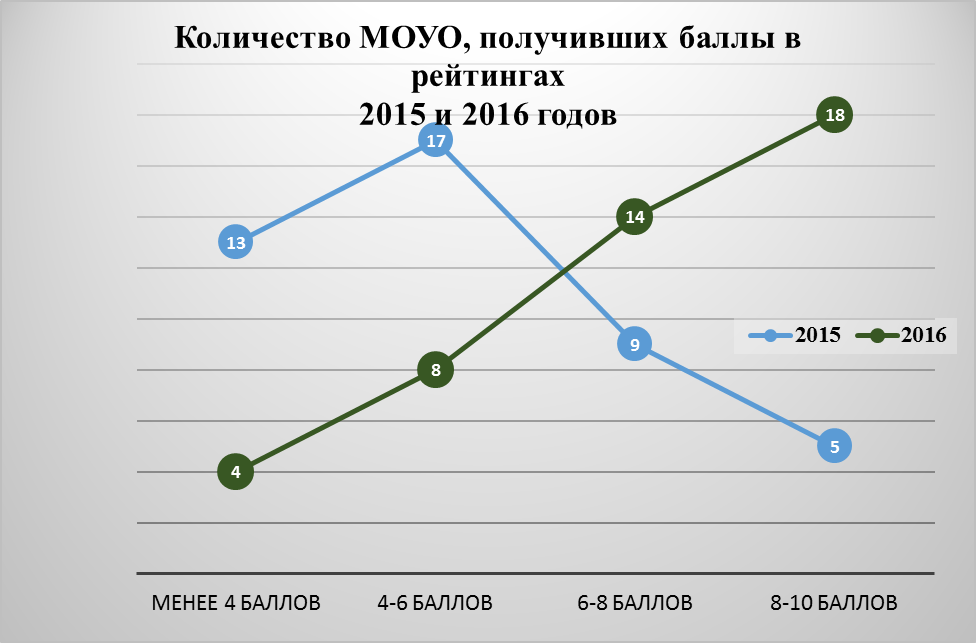 Количество МОУО, получивших баллы в
рейтингах
2015 и 2016 годов
17
18
13
14
9
8
5
4
2015
2016
МЕНЕЕ 4 БАЛЛОВ
4-6 БАЛЛОВ
6-8 БАЛЛОВ
8-10 БАЛЛОВ